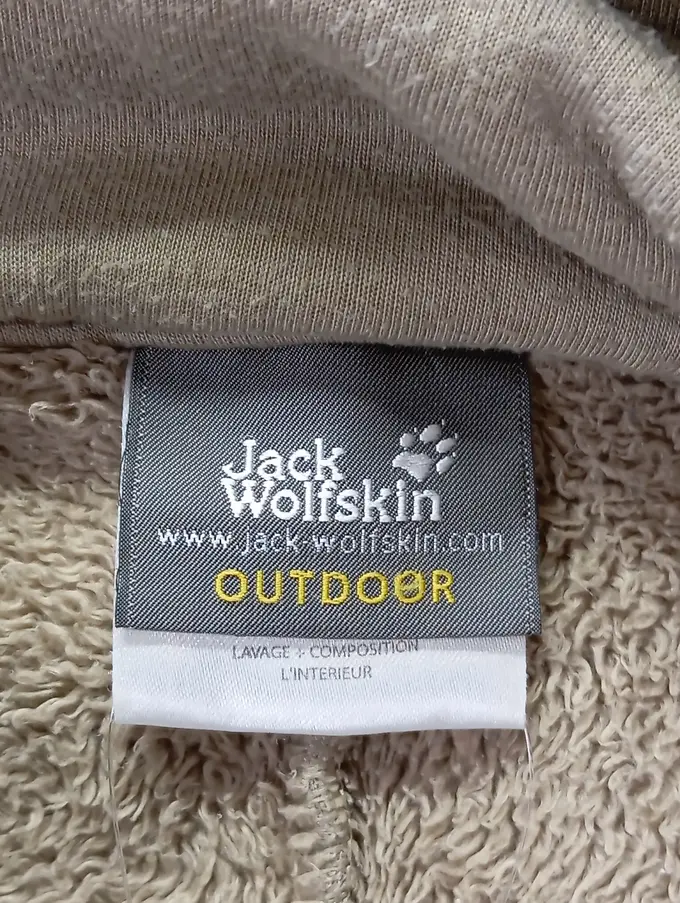 Jack
Wolfskin
www.jack-wolfskin.com
OUTDOOR
LAVAGE + COMPOSITION
L'INTERIEUR